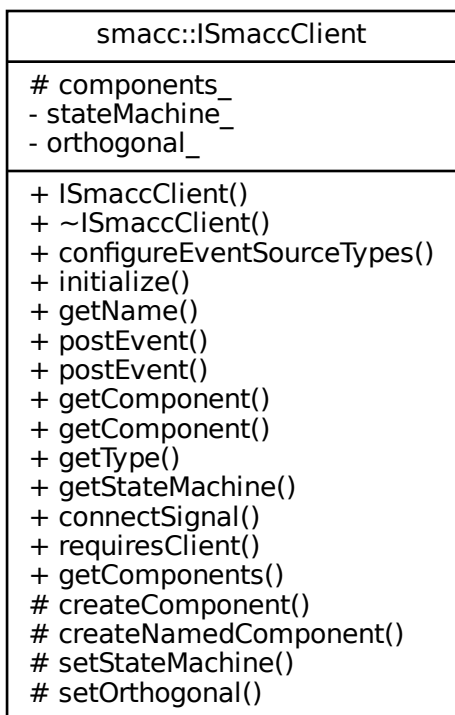 smacc::ISmaccClient
# components_
- stateMachine_
- orthogonal_
+ ISmaccClient()
+ ~ISmaccClient()
+ configureEventSourceTypes()
+ initialize()
+ getName()
+ postEvent()
+ postEvent()
+ getComponent()
+ getComponent()
+ getType()
+ getStateMachine()
+ connectSignal()
+ requiresClient()
+ getComponents()
# createComponent()
# createNamedComponent()
# setStateMachine()
# setOrthogonal()